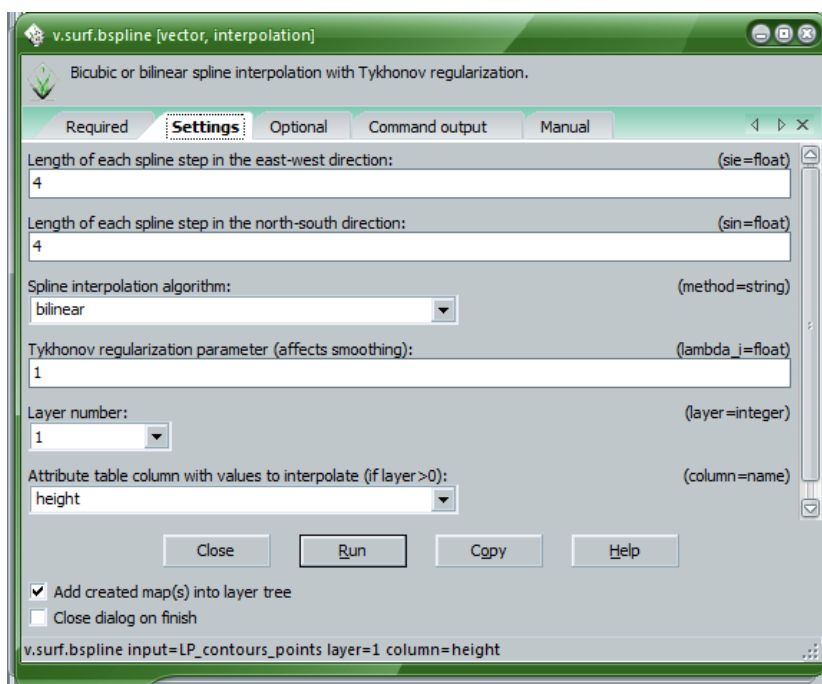 v.surf.bspline [vector, interpolation]
Bicubic or bilinear spline interpolation with Tykhonov regularization.
Required Settings Optional Command output Manual
Length of each spline step in the east-west direction: (sie=float)
4
Length of each spline step in the north-south direction: (sin=float)
4
Spline interpolation algorithm: (method=string)
bilinear
Tykhonov regularization parameter (affects smoothing): (lambda_i=float)
1
Layer number: (layer=integer)
1
Attribute table column with values to interpolate (if layer>0): (column=name)
height
Close Run Copy Help
Add created map(s) into layer tree
Close dialog on finish
v.surf.bspline input=LP_contours_points layer=1 column=height